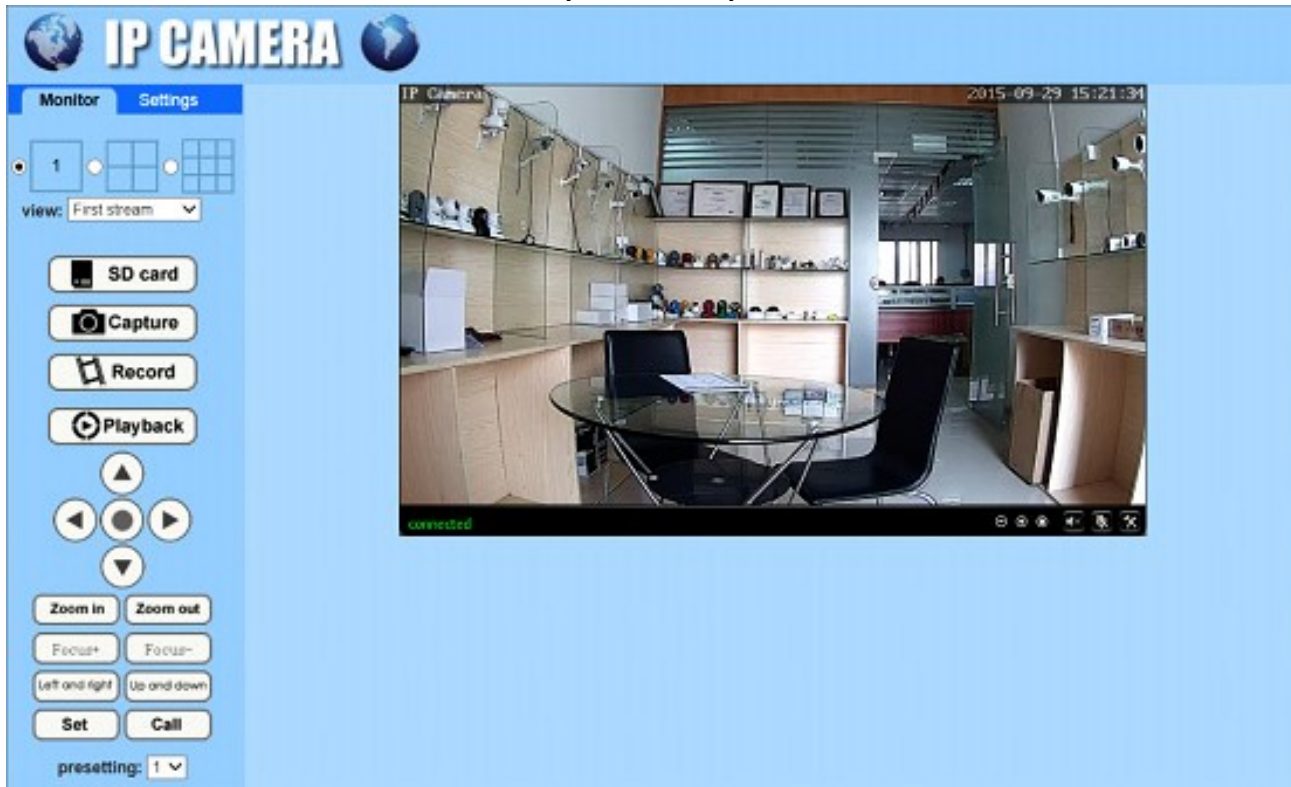 IP CAMERA
Monitor Settings
1
view: First stream
SD card
Capture
Record
Playback
Zoom in Zoom out
Focus+ Focus-
Left and right Up and down
Set Call
presetting: 1
IP Camera 2015-09-29 15:21:34
connected